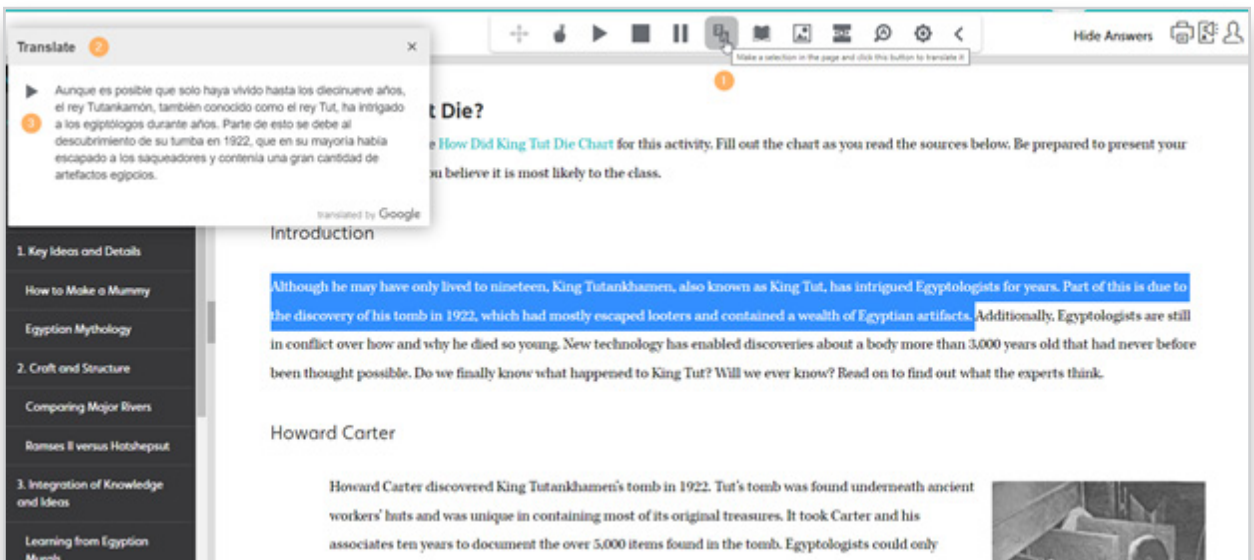 Translate 2
×
Aunque es posible que solo haya vivido hasta los diecinueve años,
el rey Tutankamón, también conocido como el rey Tut, ha intrigado
3
a los egiptólogos durante años. Parte de esto se debe al
descubrimiento de su tumba en 1922, que en su mayoría había
escapado a los saqueadores y contenía una gran cantidad de
artefactos egipcios.
translated by Google
Hide Answers
Make a selection in the page and click this button to translate it
1
t Die?
e How Did King Tut Die Chart for this activity. Fill out the chart as you read the sources below. Be prepared to present your
u believe it is most likely to the class.
Introduction
Although he may have only lived to nineteen, King Tutankhamen, also known as King Tut, has intrigued Egyptologists for years. Part of this is due to
the discovery of his tomb in 1922, which had mostly escaped looters and contained a wealth of Egyptian artifacts. Additionally, Egyptologists are still
in conflict over how and why he died so young. New technology has enabled discoveries about a body more than 3,000 years old that had never before
been thought possible. Do we finally know what happened to King Tut? Will we ever know? Read on to find out what the experts think.
Howard Carter
Howard Carter discovered King Tutankhamen's tomb in 1922. Tut's tomb was found underneath ancient
workers' huts and was unique in containing most of its original treasures. It took Carter and his
associates ten years to document the over 5,000 items found in the tomb. Egyptologists could only
1. Key Ideas and Details
How to Make a Mummy
Egyptian Mythology
2. Craft and Structure
Comparing Major Rivers
Ramses II versus Hatshepsut
3. Integration of Knowledge
and Ideas
Learning from Egyptian
Murals